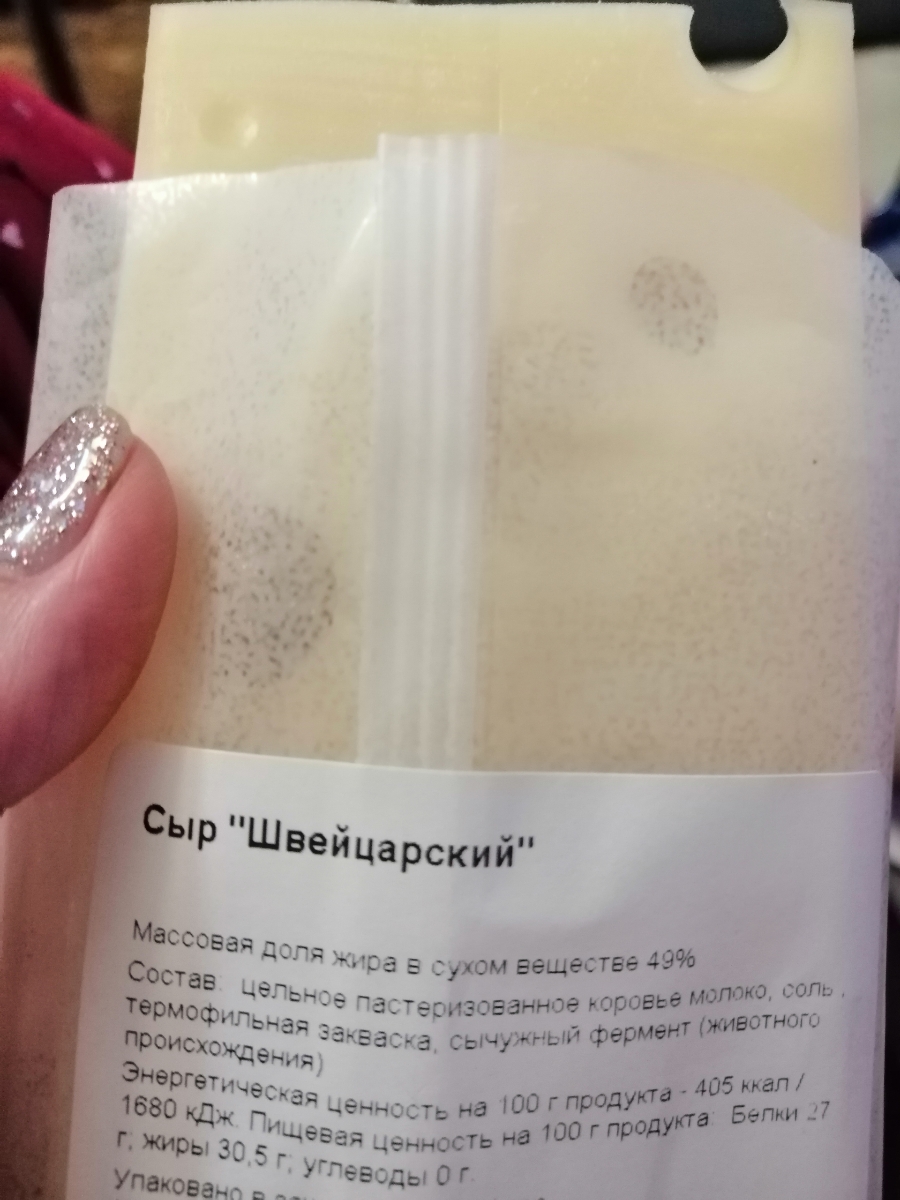 Сыр "Швейцарский"
Массовая доля жира в сухом веществе 49%
Состав: цельное пастеризованное коровье молоко, соль ,
термофильная закваска, сычужный фермент (животного
происхождения)
Энергетическая ценность на 100 г продукта - 405 ккал /
1680 кДж. Пищевая ценность на 100 г продукта: Белки 27
г; жиры 30,5 г; углеводы 0 г.
Упаковано в